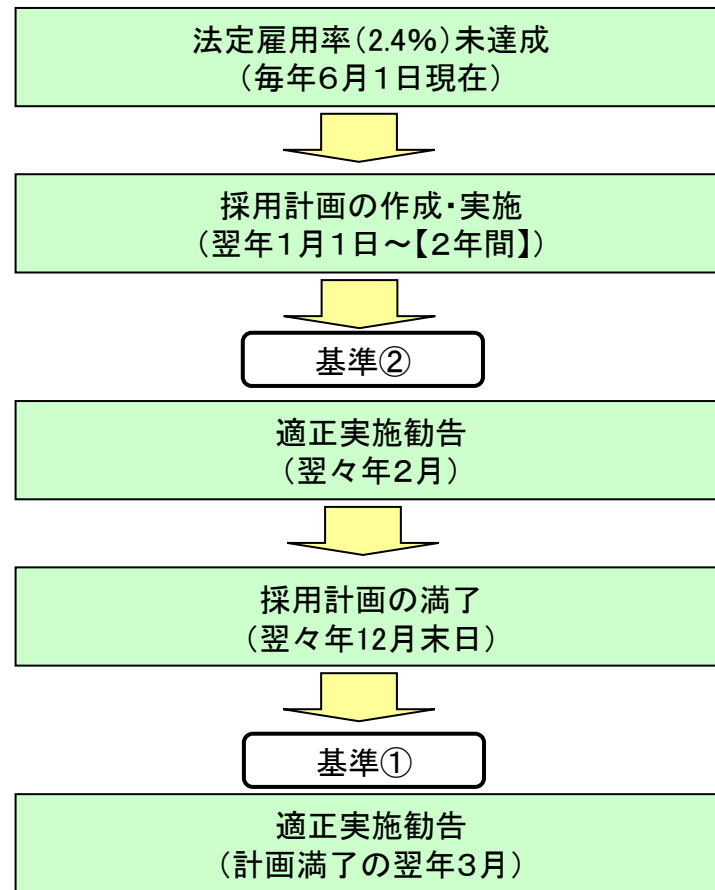 法定雇用率（2.4％）未達成
（毎年６月１日現在）
採用計画の作成・実施
（翌年１月１日～【２年間】）
基準②
適正実施勧告
（翌々年２月）
採用計画の満了
（翌々年12月末日）
基準①
適正実施勧告
（計画満了の翌年３月）